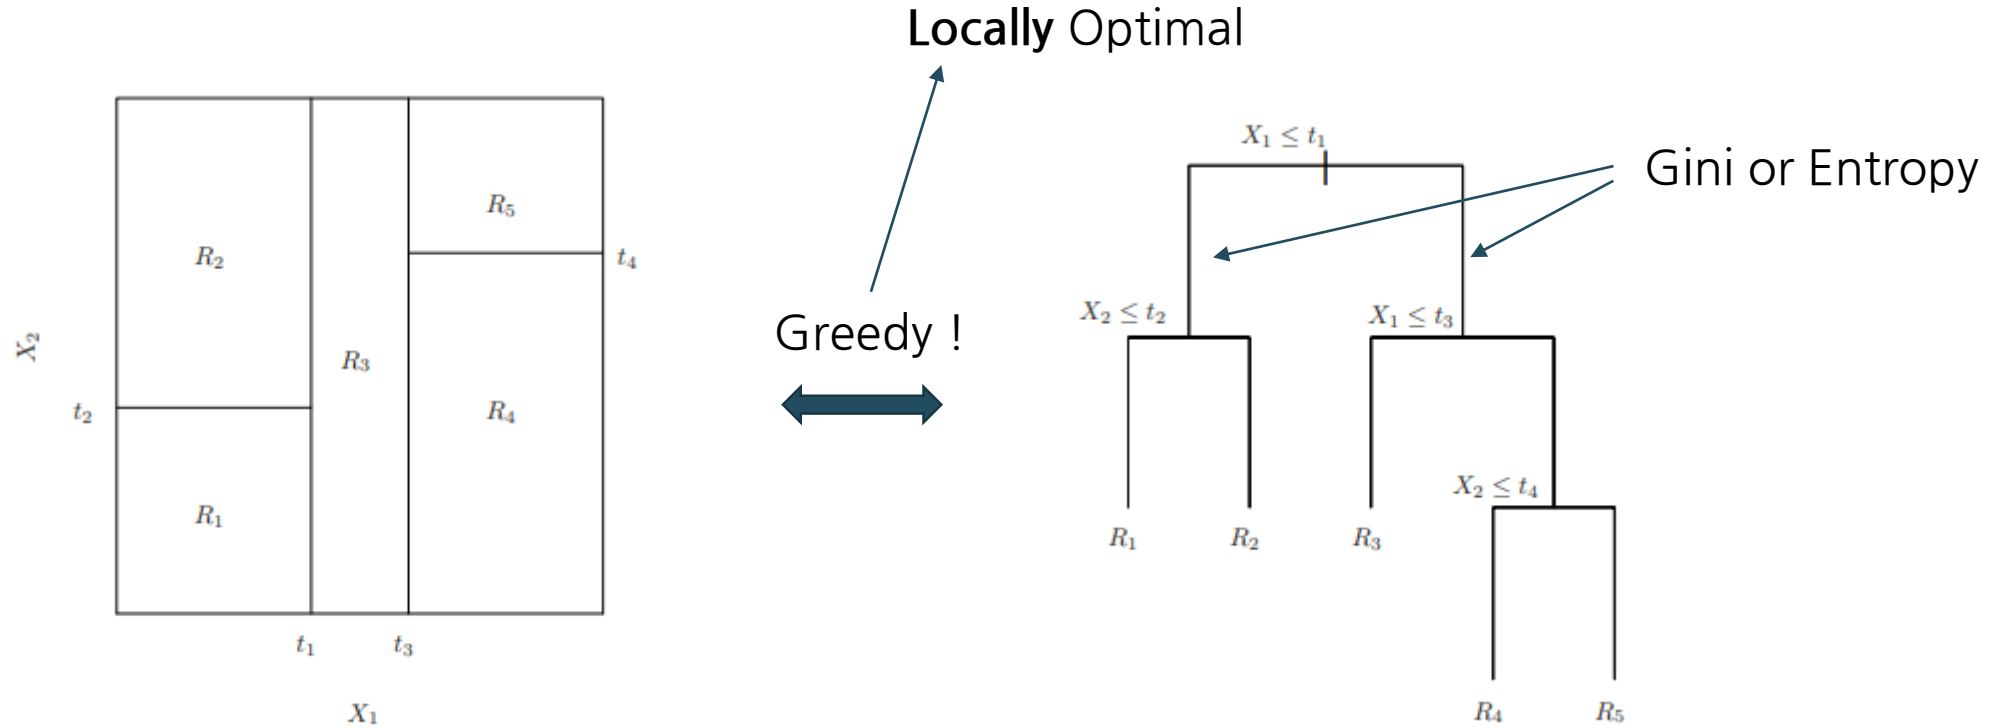 Locally Optimal
X₁ ≤ t₁
Gini or Entropy
R₅
R₂
t₄
X₂ ≤ t₂
X₁ ≤ t₃
Greedy !
X₂
R₃
t₂
R₄
X₂ ≤ t₄
R₁
R₁
R₂
R₃
t₁
t₃
X₁
R₄
R₅